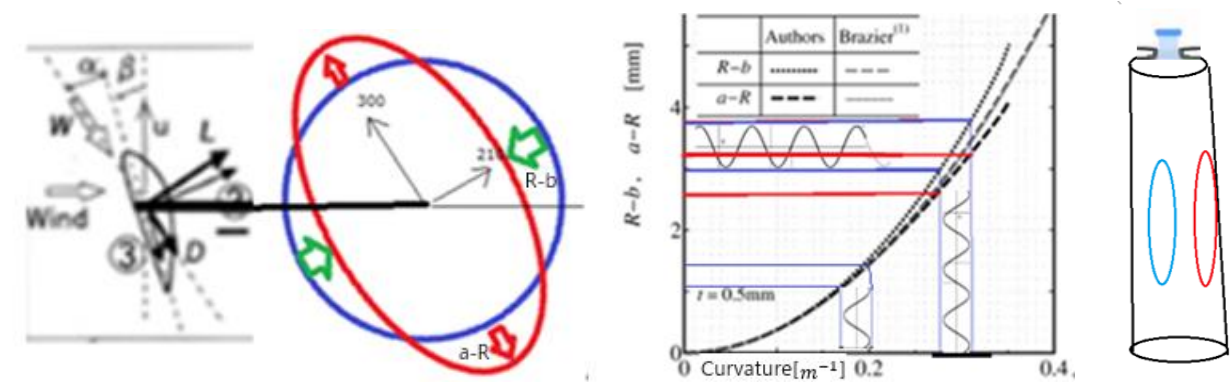 α
β
W
u
L
Wind
②
③
D
300
210
R-b
a-R
Authors
Brazier(1)
R-b
a-R
R-b, a-R [mm]
4
2
t = 0.5mm
0
0
Curvature[m⁻¹]
0.2
0.4